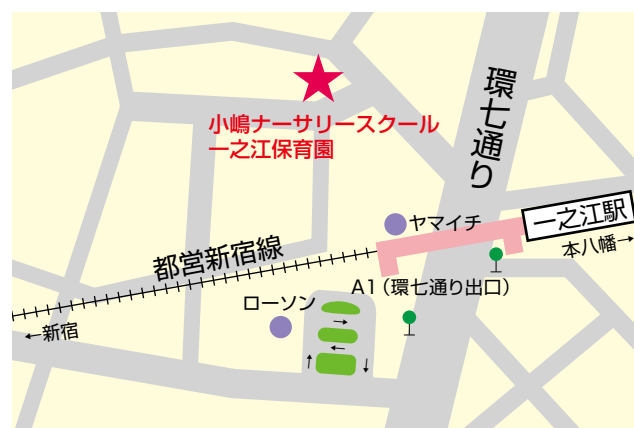 小嶋ナーサリースクール
一之江保育園
環七通り
ヤマイチ
一之江駅
本八幡→
都営新宿線
A1（環七通り出口）
ローソン
←新宿